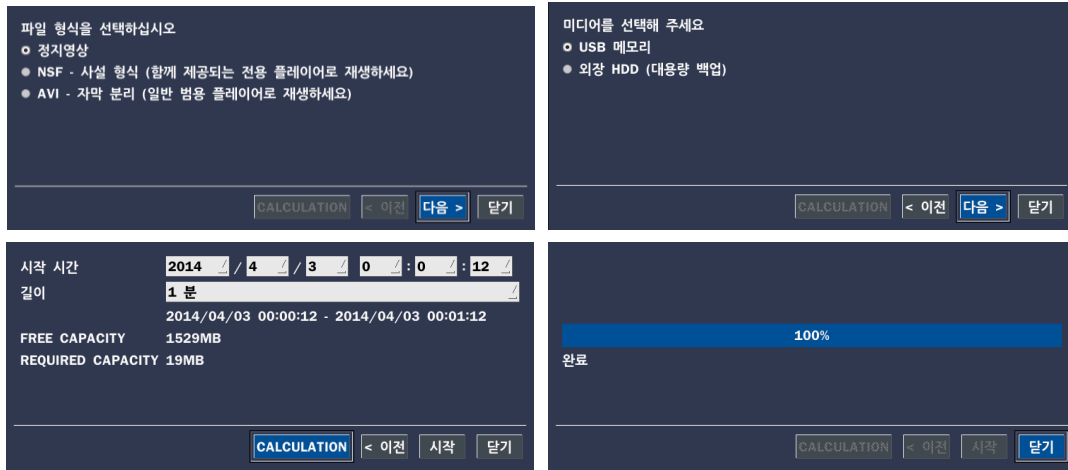 파일 형식을 선택하십시오
정지영상
NSF - 사설 형식 (함께 제공되는 전용 플레이어로 재생하세요)
AVI - 자막 분리 (일반 범용 플레이어로 재생하세요)
CALCULATION < 이전 다음 > 닫기
미디어를 선택해 주세요
USB 메모리
외장 HDD (대용량 백업)
CALCULATION < 이전 다음 > 닫기
시작 시간 2014 / 4 / 3 0 : 0 : 12
길이 1 분
2014/04/03 00:00:12 - 2014/04/03 00:01:12
FREE CAPACITY 1529MB
REQUIRED CAPACITY 19MB
CALCULATION < 이전 시작 닫기
100%
완료
CALCULATION < 이전 시작 닫기